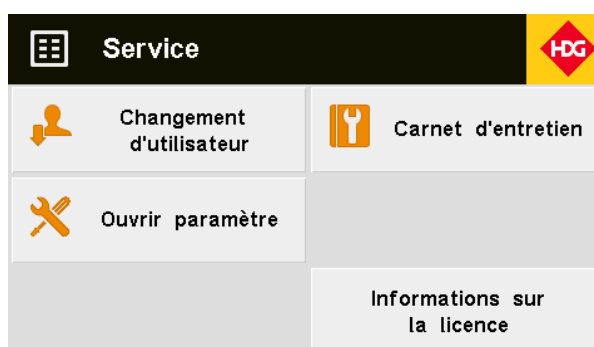 Service
HDG
Changement
d'utilisateur
Carnet d'entretien
Ouvrir paramètre
Informations sur
la licence